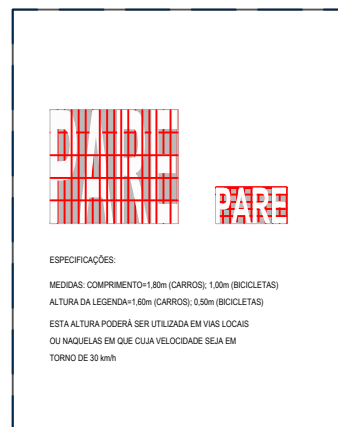 PARE
PARE
ESPECIFICAÇÕES:
MEDIDAS: COMPRIMENTO=1,80m (CARROS); 1,00m (BICICLETAS)
ALTURA DA LEGENDA=1,60m (CARROS); 0,50m (BICICLETAS)
ESTA ALTURA PODERÁ SER UTILIZADA EM VIAS LOCAIS
OU NAQUELAS EM QUE CUJA VELOCIDADE SEJA EM
TORNO DE 30 km/h